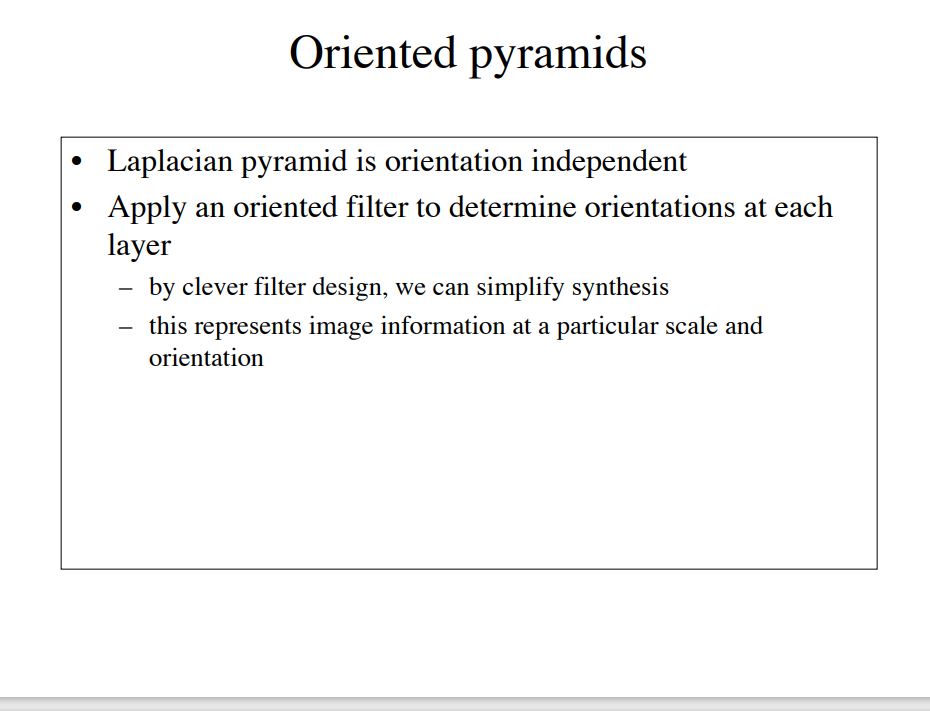 Oriented pyramids
• Laplacian pyramid is orientation independent
• Apply an oriented filter to determine orientations at each
layer
– by clever filter design, we can simplify synthesis
– this represents image information at a particular scale and
orientation